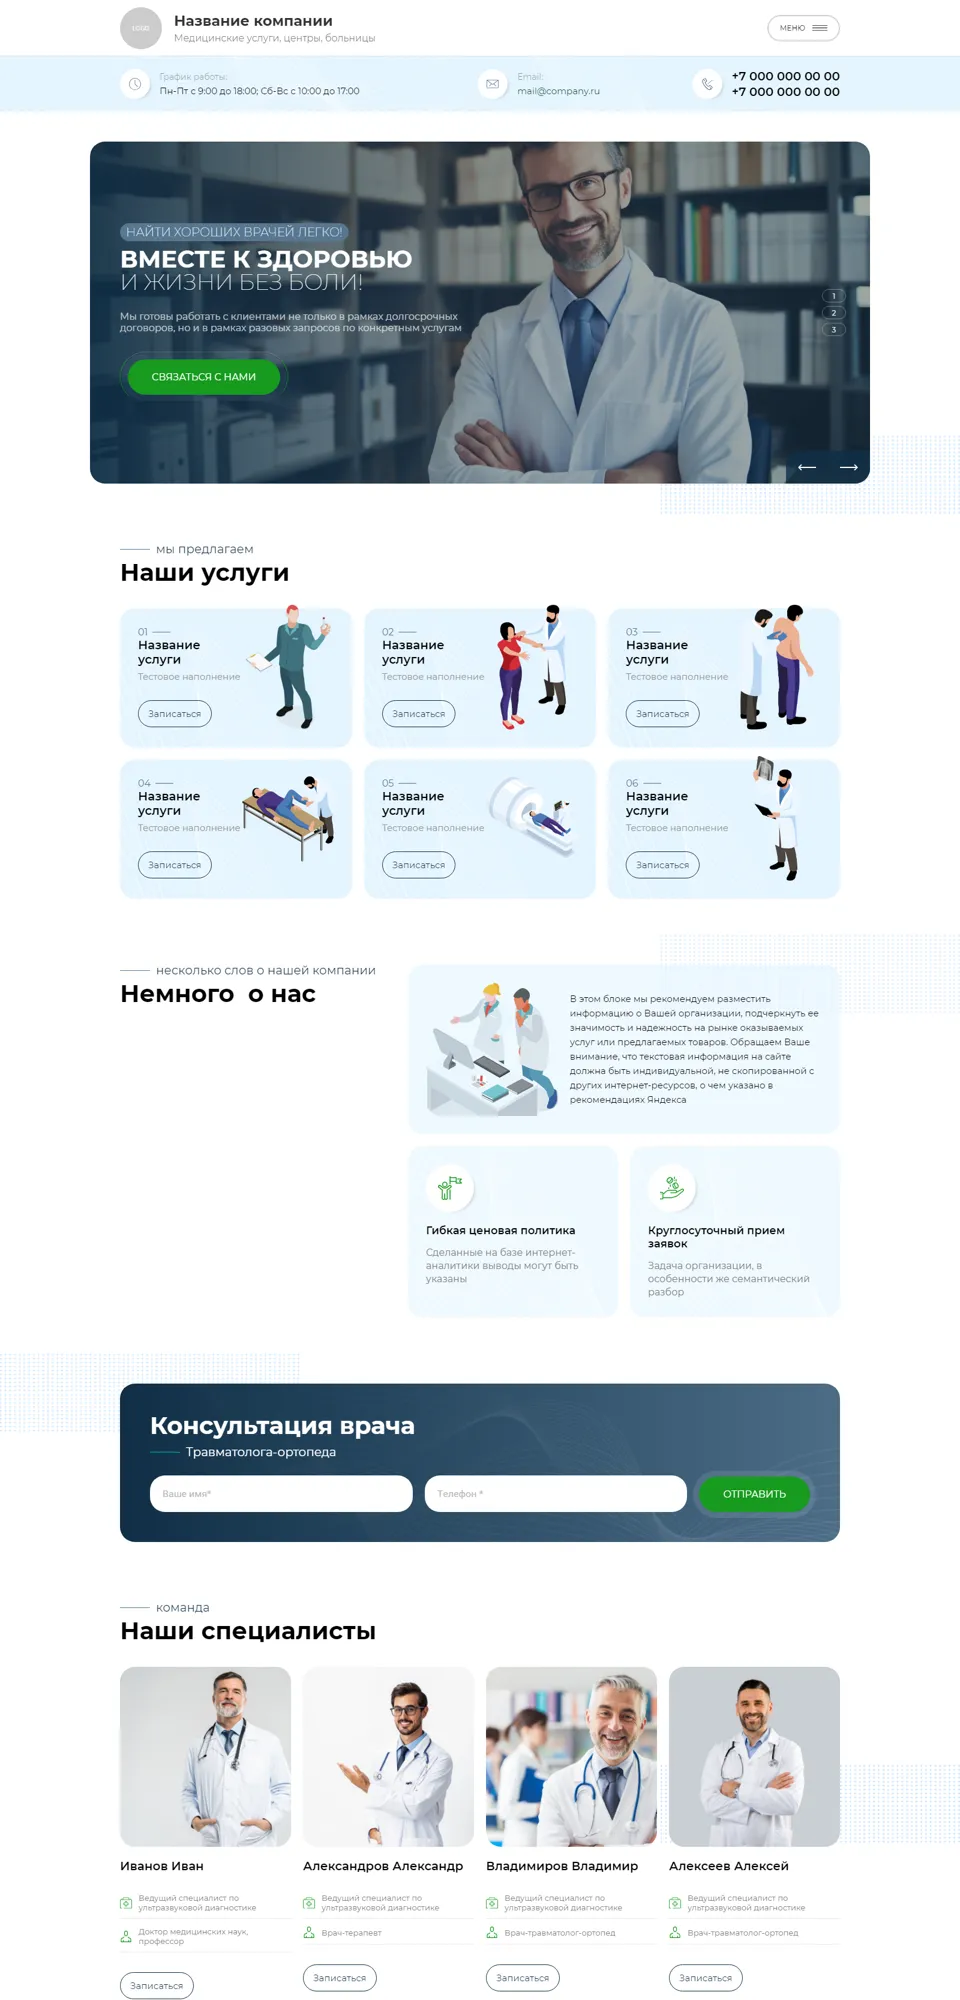 LOGO
Название компании
Медицинские услуги, центры, больницы
МЕНЮ
График работы:
Пн-Пт с 9:00 до 18:00; Сб-Вс с 10:00 до 17:00
Email:
mail@company.ru
+7 000 000 00 00
+7 000 000 00 00
НАЙТИ ХОРОШИХ ВРАЧЕЙ ЛЕГКО!
ВМЕСТЕ К ЗДОРОВЬЮ
И ЖИЗНИ БЕЗ БОЛИ!
Мы готовы работать с клиентами не только в рамках долгосрочных
договоров, но и в рамках разовых запросов по конкретным услугам
СВЯЗАТЬСЯ С НАМИ
1
2
3
мы предлагаем
Наши услуги
01
Название
услуги
Тестовое наполнение
Записаться
02
Название
услуги
Тестовое наполнение
Записаться
03
Название
услуги
Тестовое наполнение
Записаться
04
Название
услуги
Тестовое наполнение
Записаться
05
Название
услуги
Тестовое наполнение
Записаться
06
Название
услуги
Тестовое наполнение
Записаться
несколько слов о нашей компании
Немного о нас
В этом блоке мы рекомендуем разместить
информацию о Вашей организации, подчеркнуть ее
значимость и надежность на рынке оказываемых
услуг или предлагаемых товаров. Обращаем Ваше
внимание, что текстовая информация на сайте
должна быть индивидуальной, не скопированной с
других интернет-ресурсов, о чем указано в
рекомендациях Яндекса
Гибкая ценовая политика
Сделанные на базе интернет-
аналитики выводы могут быть
указаны
Круглосуточный прием
заявок
Задача организации, в
особенности же семантический
разбор
Консультация врача
Травматолога-ортопеда
Ваше имя*
Телефон *
ОТПРАВИТЬ
команда
Наши специалисты
Иванов Иван
Ведущий специалист по
ультразвуковой диагностике
Доктор медицинских наук,
профессор
Записаться
Александров Александр
Ведущий специалист по
ультразвуковой диагностике
Врач-терапевт
Записаться
Владимиров Владимир
Ведущий специалист по
ультразвуковой диагностике
Врач-травматолог-ортопед
Записаться
Алексеев Алексей
Ведущий специалист по
ультразвуковой диагностике
Врач-травматолог-ортопед
Записаться